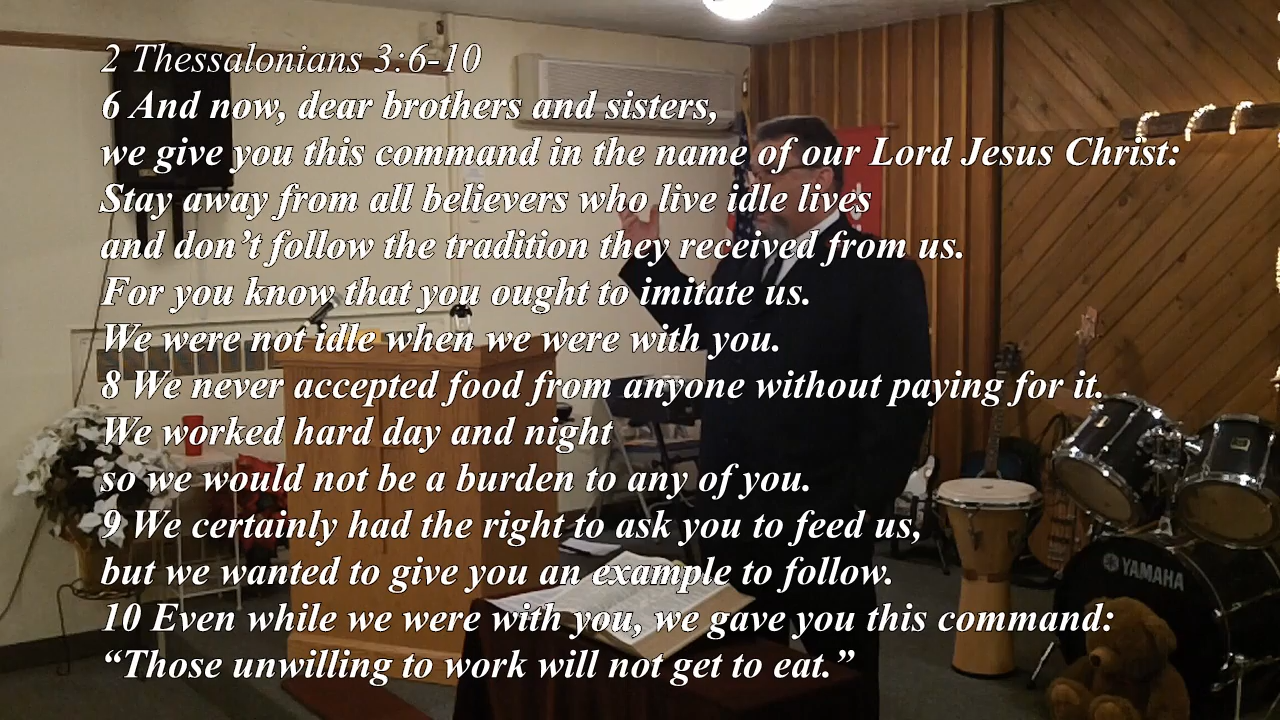 2 Thessalonians 3:6-10
6 And now, dear brothers and sisters,
we give you this command in the name of our Lord Jesus Christ:
Stay away from all believers who live idle lives
and don’t follow the tradition they received from us.
For you know that you ought to imitate us.
We were not idle when we were with you.
8 We never accepted food from anyone without paying for it.
We worked hard day and night
so we would not be a burden to any of you.
9 We certainly had the right to ask you to feed us,
but we wanted to give you an example to follow.
10 Even while we were with you, we gave you this command:
“Those unwilling to work will not get to eat.”
YAMAHA